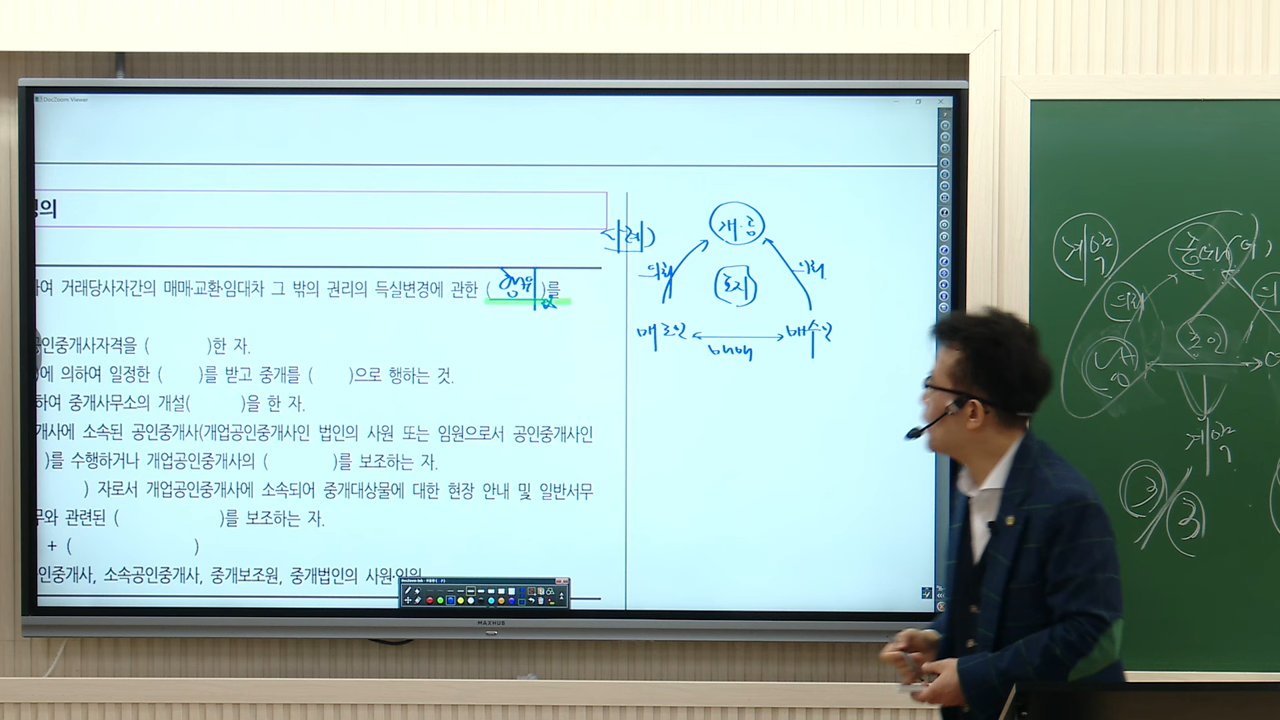 DocZoom Viewer
의
하여 거래당사자간의 매매·교환·임대차 그 밖의 권리의 득실변경에 관한 ( 행위 )를
공인중개사자격을 ( )한 자.
)에 의하여 일정한 ( )를 받고 중개를 ( )으로 행하는 것.
하여 중개사무소의 개설( )을 한 자.
개사에 소속된 공인중개사(개업공인중개사인 법인의 사원 또는 임원으로서 공인중개사인
)를 수행하거나 개업공인중개사의 ( )를 보조하는 자.
) 자로서 개업공인중개사에 소속되어 중개대상물에 대한 현장 안내 및 일반서무
무와 관련된 ( )를 보조하는 자.
+ ( )
인중개사, 소속공인중개사, 중개보조원, 중개법인의 사원·임원
사례)
의뢰
의뢰
토지
매도인
매수인
매매
MAXHUB
계약
의뢰
계약
2/3